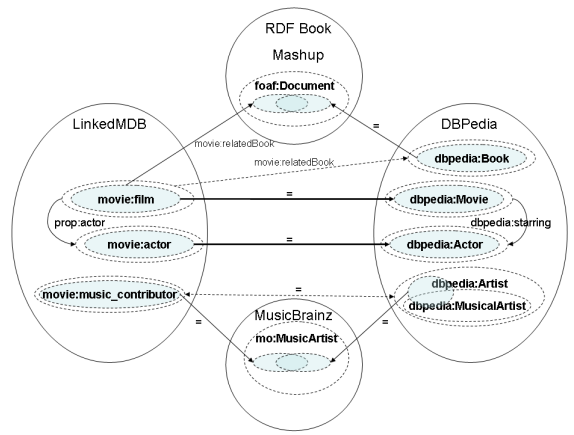 RDF Book
Mashup
foaf:Document
LinkedMDB
DBPedia
=
movie:relatedBook
movie:relatedBook
dbpedia:Book
movie:film
=
dbpedia:Movie
prop:actor
dbpedia:starring
movie:actor
=
dbpedia:Actor
movie:music_contributor
=
dbpedia:Artist
dbpedia:MusicalArtist
MusicBrainz
=
=
mo:MusicArtist